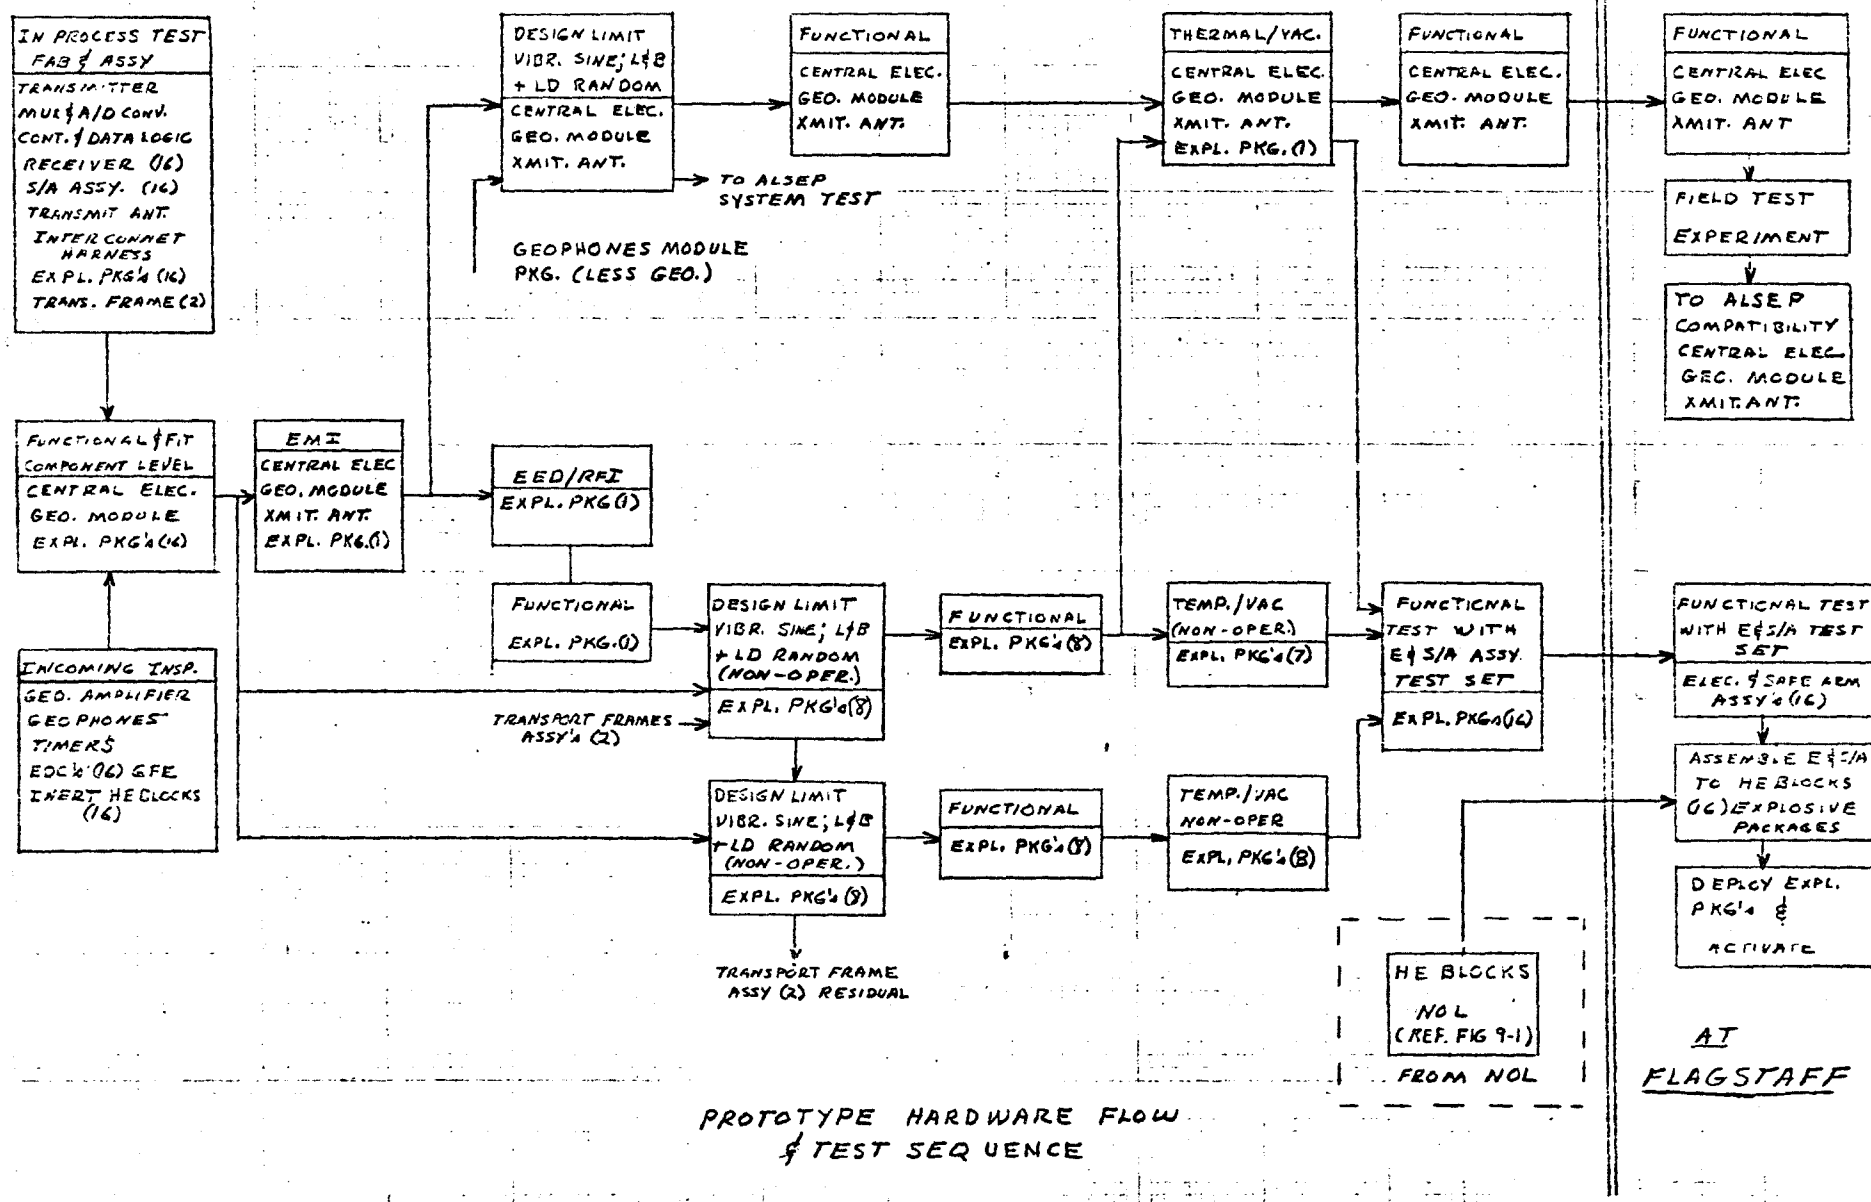 IN PROCESS TEST
FAB & ASSY
TRANSMITTER
MUX & A/D CONV.
CONT. & DATA LOGIC
RECEIVER (16)
S/A ASSY. (16)
TRANSMIT ANT.
INTERCONNET
HARNESS
EXPL. PKG'S (16)
TRANS. FRAME (2)
DESIGN LIMIT
VIBR. SINE; L&B
+ LD RANDOM
CENTRAL ELEC.
GEO. MODULE
XMIT. ANT.
TO ALSEP
SYSTEM TEST
GEOPHONES MODULE
PKG. (LESS GEO.)
FUNCTIONAL
CENTRAL ELEC.
GEO. MODULE
XMIT. ANT.
THERMAL/VAC.
CENTRAL ELEC.
GEO. MODULE
XMIT. ANT.
EXPL. PKG. (1)
FUNCTIONAL
CENTRAL ELEC.
GEO. MODULE
XMIT. ANT.
FUNCTIONAL
CENTRAL ELEC
GEO. MODULE
XMIT. ANT
FIELD TEST
EXPERIMENT
TO ALSEP
COMPATIBILITY
CENTRAL ELEC.
GEO. MODULE
XMIT. ANT.
FUNCTIONAL & FIT
COMPONENT LEVEL
CENTRAL ELEC.
GEO. MODULE
EXPL. PKG'S (16)
EMI
CENTRAL ELEC
GEO. MODULE
XMIT. ANT.
EXPL. PKG. (1)
EED/RFI
EXPL. PKG (1)
FUNCTIONAL
EXPL. PKG. (1)
INCOMING INSP.
GEO. AMPLIFIER
GEOPHONES
TIMERS
EDC'S (16) GFE
INERT HE BLOCKS
(16)
TRANSPORT FRAMES
ASSY'S (2)
DESIGN LIMIT
VIBR. SINE; L&B
+ LD RANDOM
(NON-OPER.)
EXPL. PKG'S (8)
FUNCTIONAL
EXPL. PKG'S (8)
TEMP./VAC
(NON-OPER.)
EXPL. PKG'S (7)
FUNCTIONAL
TEST WITH
E & S/A ASSY.
TEST SET
EXPL. PKG'S (16)
FUNCTIONAL TEST
WITH E&S/A TEST
SET
ELEC. & SAFE ARM
ASSY'S (16)
DESIGN LIMIT
VIBR. SINE; L&B
+ LD RANDOM
(NON-OPER.)
EXPL. PKG'S (8)
FUNCTIONAL
EXPL. PKG'S (8)
TEMP./VAC
NON-OPER
EXPL. PKG'S (8)
ASSEMBLE E & S/A
TO HE BLOCKS
(16) EXPLOSIVE
PACKAGES
DEPLOY EXPL.
PKG'S &
ACTIVATE
TRANSPORT FRAME
ASSY (2) RESIDUAL
HE BLOCKS
NOL
(REF. FIG 9-1)
FROM NOL
AT
FLAGSTAFF
PROTOTYPE HARDWARE FLOW
& TEST SEQUENCE